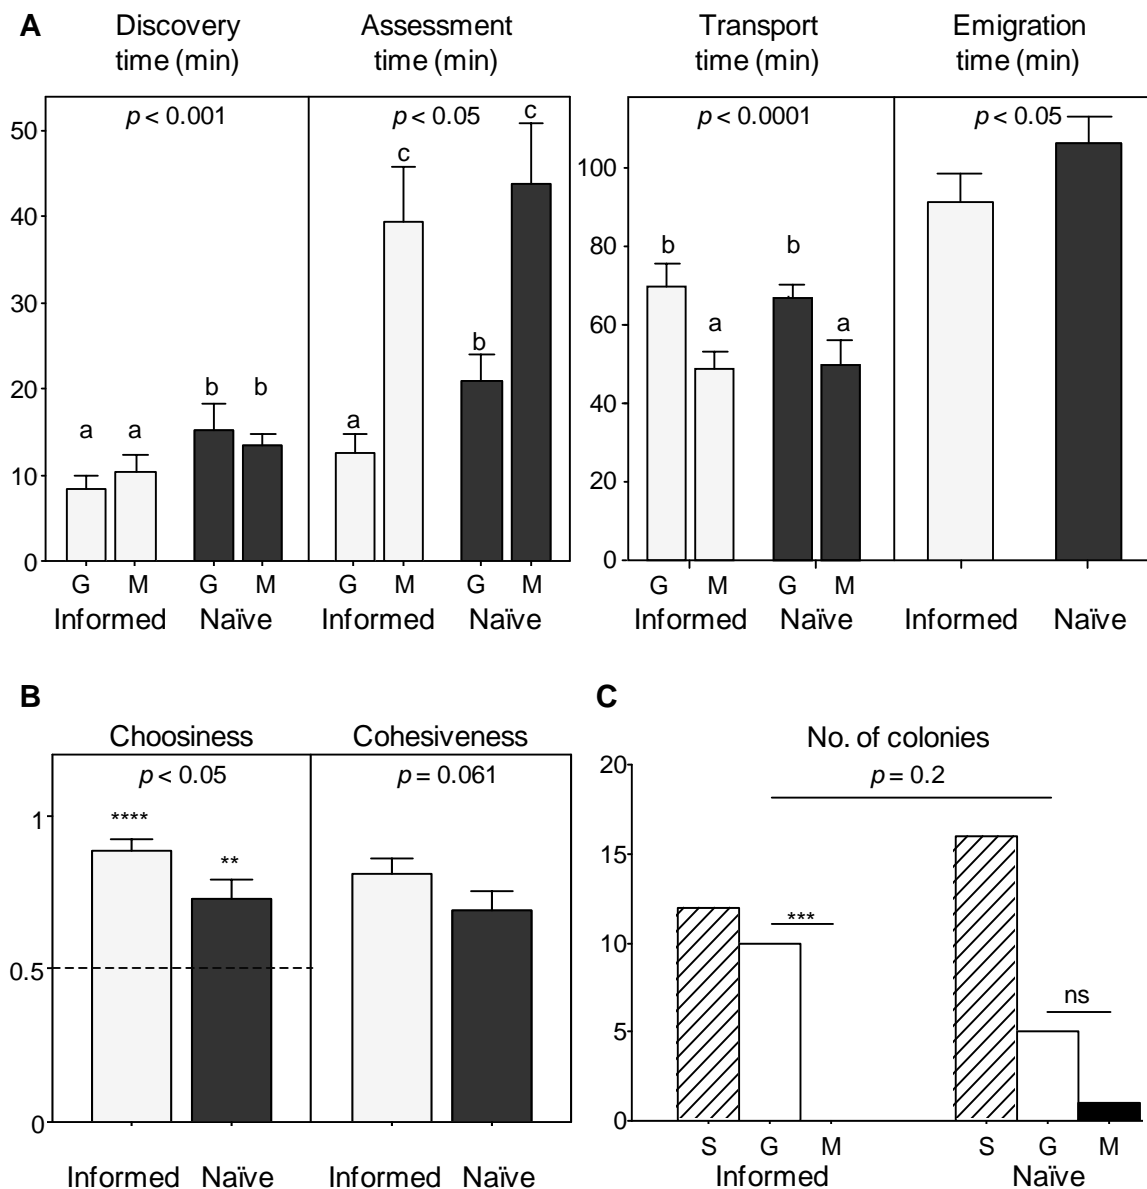 A
Discovery time (min)
Assessment time (min)
Transport time (min)
Emigration time (min)
p < 0.001
p < 0.05
p < 0.0001
p < 0.05
50
40
30
20
10
0
a
a
b
b
a
c
b
c
100
80
60
40
20
0
b
a
b
a
G M G M G M G M
G M G M
Informed Naïve Informed Naïve
Informed Naïve Informed Naïve
B
Choosiness
Cohesiveness
p < 0.05
p = 0.061
1
0.5
0
****
**
Informed Naïve Informed Naïve
C
No. of colonies
p = 0.2
20
15
10
5
0
***
ns
S G M S G M
Informed Naïve